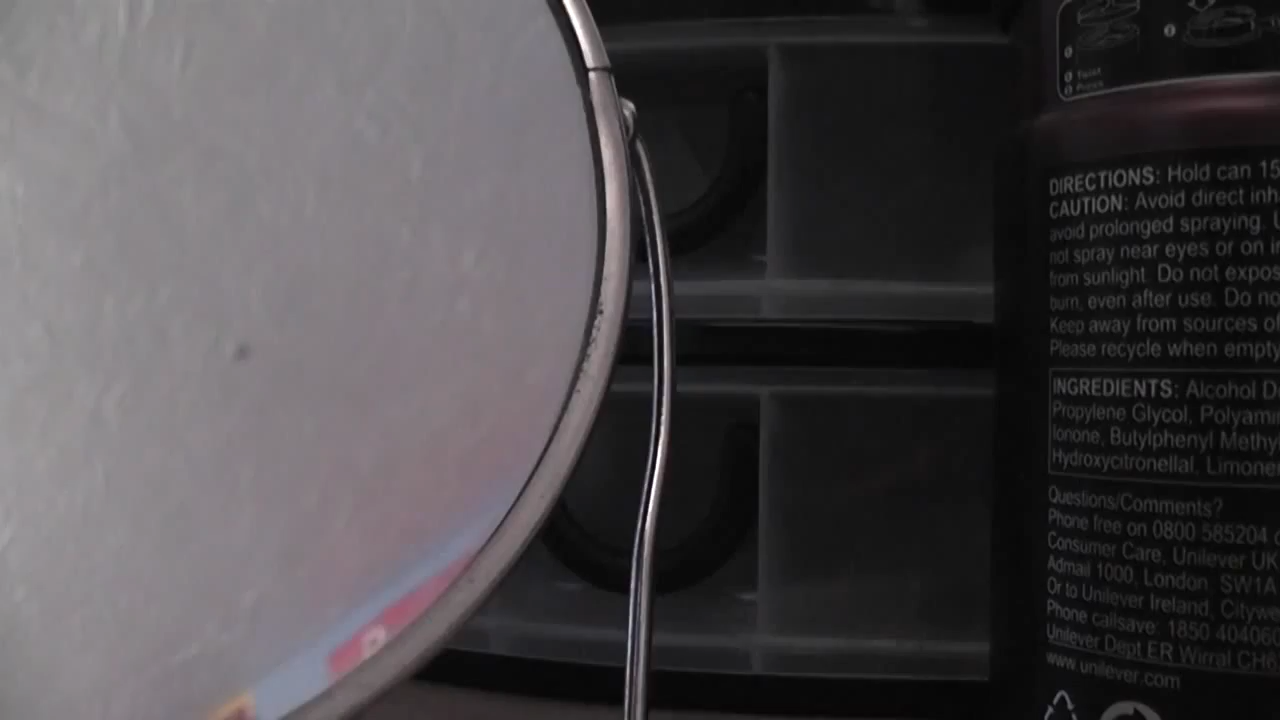 Twist
DIRECTIONS: Hold can 15
CAUTION: Avoid direct inh
avoid prolonged spraying.
not spray near eyes or on
from sunlight. Do not expos
burn, even after use. Do no
Keep away from sources of
Please recycle when empty
INGREDIENTS: Alcohol D
Propylene Glycol, Polyami
Ionone, Butylphenyl Methy
Hydroxycitronellal, Limone
Questions/Comments?
Phone free on 0800 585204
Consumer Care, Unilever UK
Admail 1000, London SW1A
Or to Unilever Ireland, Citywe
Phone callsave: 1850 404060
Unilever Dept ER Wirral CH6
www.unilever.com